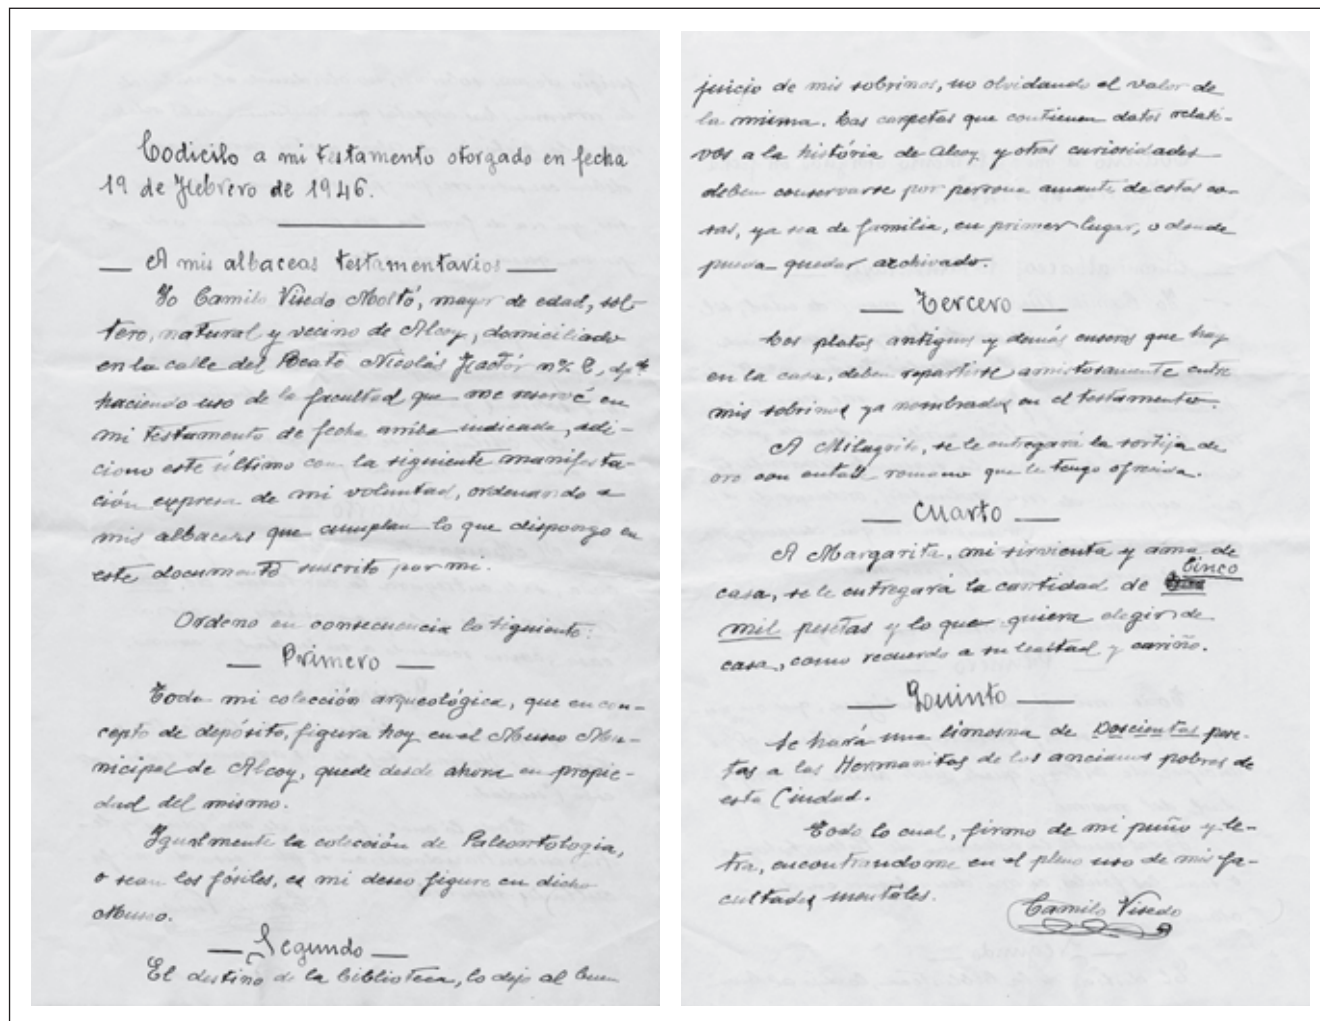 Codicilo a mi testamento otorgado en fecha
19 de Febrero de 1946.
— A mis albaceas testamentarios —
Yo Camilo Visedo Moltó, mayor de edad, sol-
tero, natural y vecino de Alcoy, domiciliado
en la calle del Beato Nicolás Factór nº
haciendo uso de la facultad que me reservé en
mi testamento de fecha arriba indicada, adi-
ciono este último con la siguiente manifesta-
ción expresa de mi voluntad, ordenando a
mis albaceas que cumplan lo que dispongo en
este documento suscrito por mi.
Ordeno en consecuencia lo siguiente:
— Primero —
Toda mi colección arqueológica, que en con-
cepto de depósito, figura hoy en el Museo Mu-
nicipal de Alcoy, quede desde ahora en propie-
dad del mismo.
Igualmente la colección de Paleontologia,
o sean los fósiles, es mi deseo figure en dicho
Museo.
— Segundo —
El destino de la biblioteca, lo dejo al buen
juicio de mis sobrinos, no olvidando el valor de
la misma. Las carpetas que contienen datos relati-
vos a la história de Alcoy y otras curiosidades
deben conservarse por persona amante de estas co-
sas, ya sea de familia, en primer lugar, o donde
pueda quedar archivado.
— Tercero —
Los platos antiguos y demás enseres que hay
en la casa, deben repartirse amistosamente entre
mis sobrinos ya nombrados en el testamento.
A Milagrito, se le entregará la sortija de
oro con entalle romano que le tengo ofrecida.
— Cuarto —
A Margarita, mi sirvienta y ama de
casa, se le entregará la cantidad de Cinco
mil pesetas y lo que quiera elegir de
casa, como recuerdo a su lealtad y cariño.
— Quinto —
Se hará una limosna de Doscientas pese-
tas a las Hermanitas de los ancianos pobres de
esta Ciudad.
Todo lo cual, firmo de mi puño y le-
tra, encontrandome en el pleno uso de mis fa-
cultades mentales.
Camilo Visedo